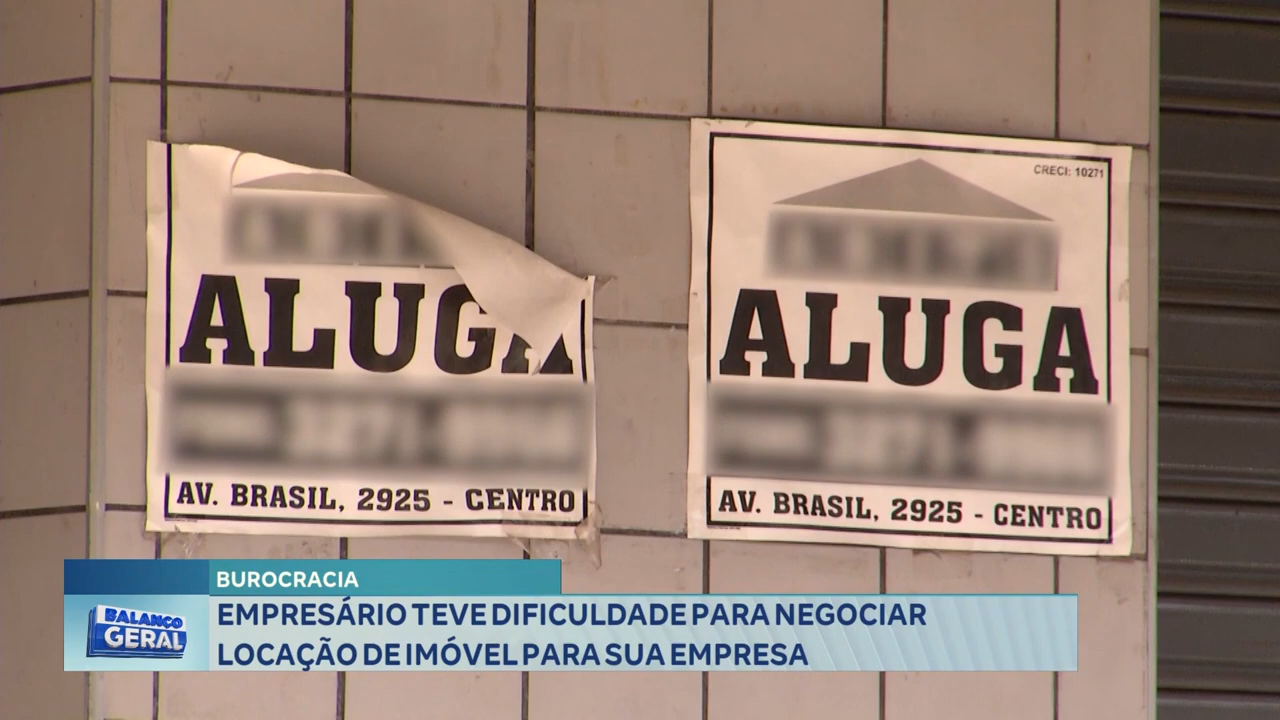 ALUGA
AV. BRASIL, 2925 - CENTRO
CRECI: 10271
ALUGA
AV. BRASIL, 2925 - CENTRO
BUROCRACIA
BALANÇO
GERAL
EMPRESÁRIO TEVE DIFICULDADE PARA NEGOCIAR
LOCAÇÃO DE IMÓVEL PARA SUA EMPRESA